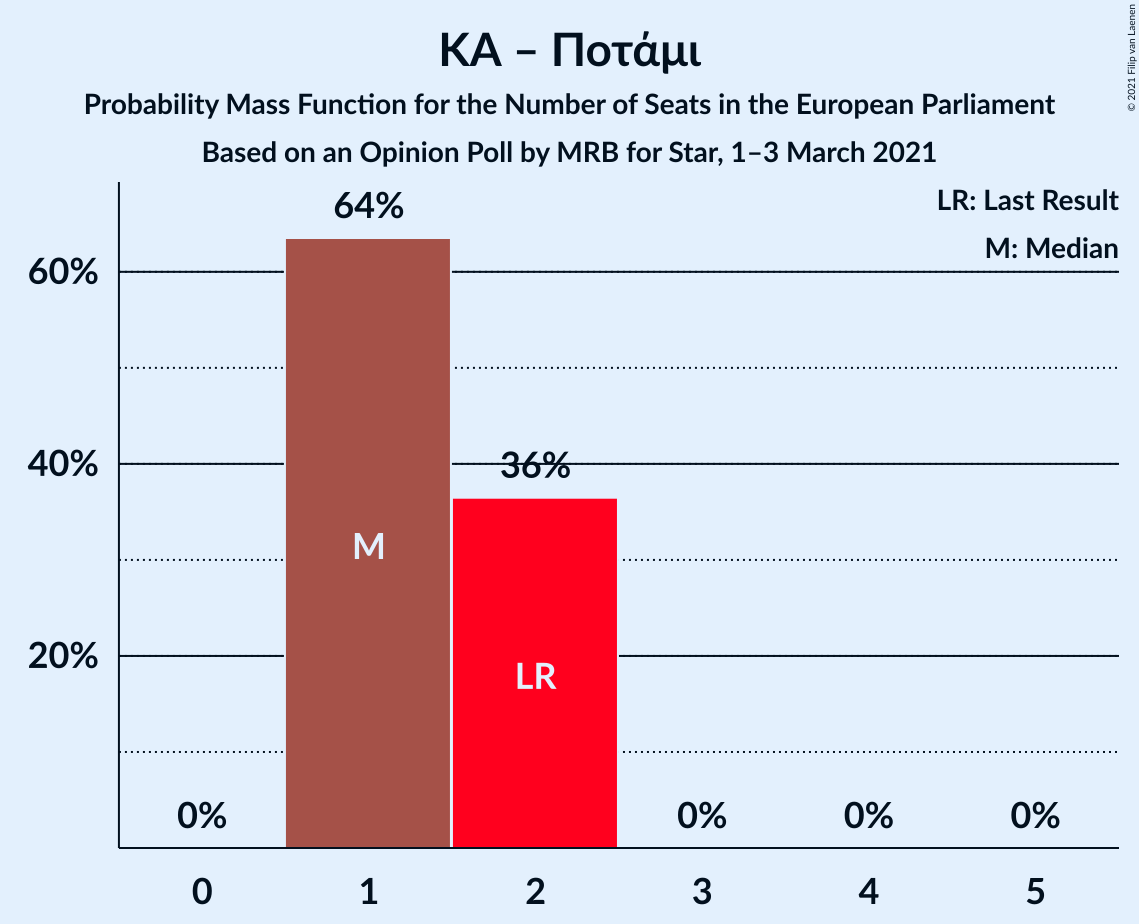 ΚΑ – Ποτάμι
Probability Mass Function for the Number of Seats in the European Parliament
Based on an Opinion Poll by MRB for Star, 1–3 March 2021
© 2021 Filip van Laenen
LR: Last Result
M: Median
64%
60%
40%
36%
20%
M
LR
0%
0%
0%
0%
0
1
2
3
4
5